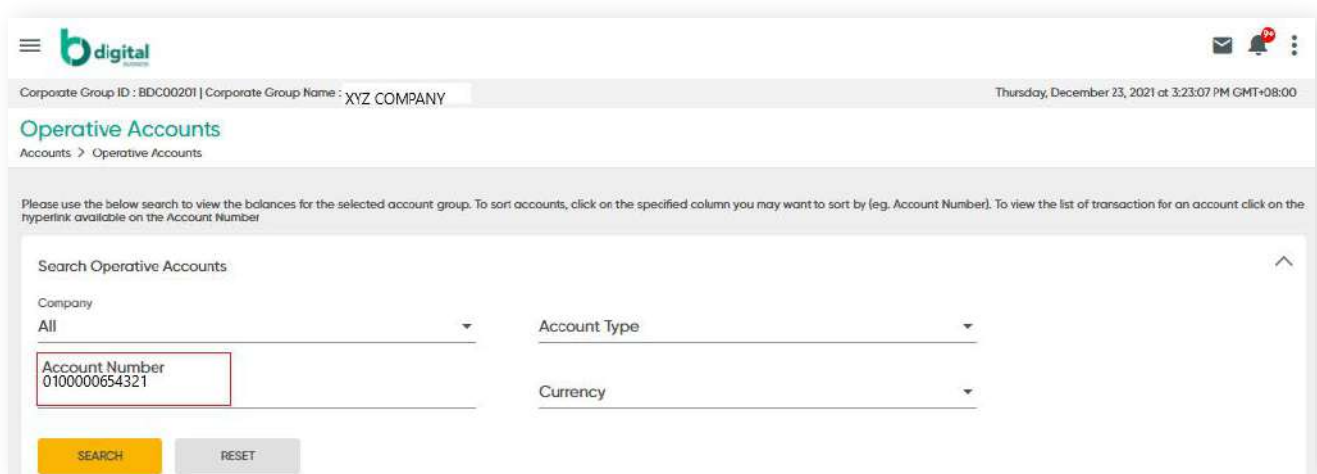 digital
BUSINESS
9+
Corporate Group ID : BDC00201 | Corporate Group Name : XYZ COMPANY
Thursday, December 23, 2021 at 3:23:07 PM GMT+08:00
Operative Accounts
Accounts > Operative Accounts
Please use the below search to view the balances for the selected account group. To sort accounts, click on the specified column you may want to sort by (eg. Account Number). To view the list of transaction for an account click on the
hyperlink available on the Account Number
Search Operative Accounts
Company
All
Account Type
Account Number
0100000654321
Currency
SEARCH
RESET